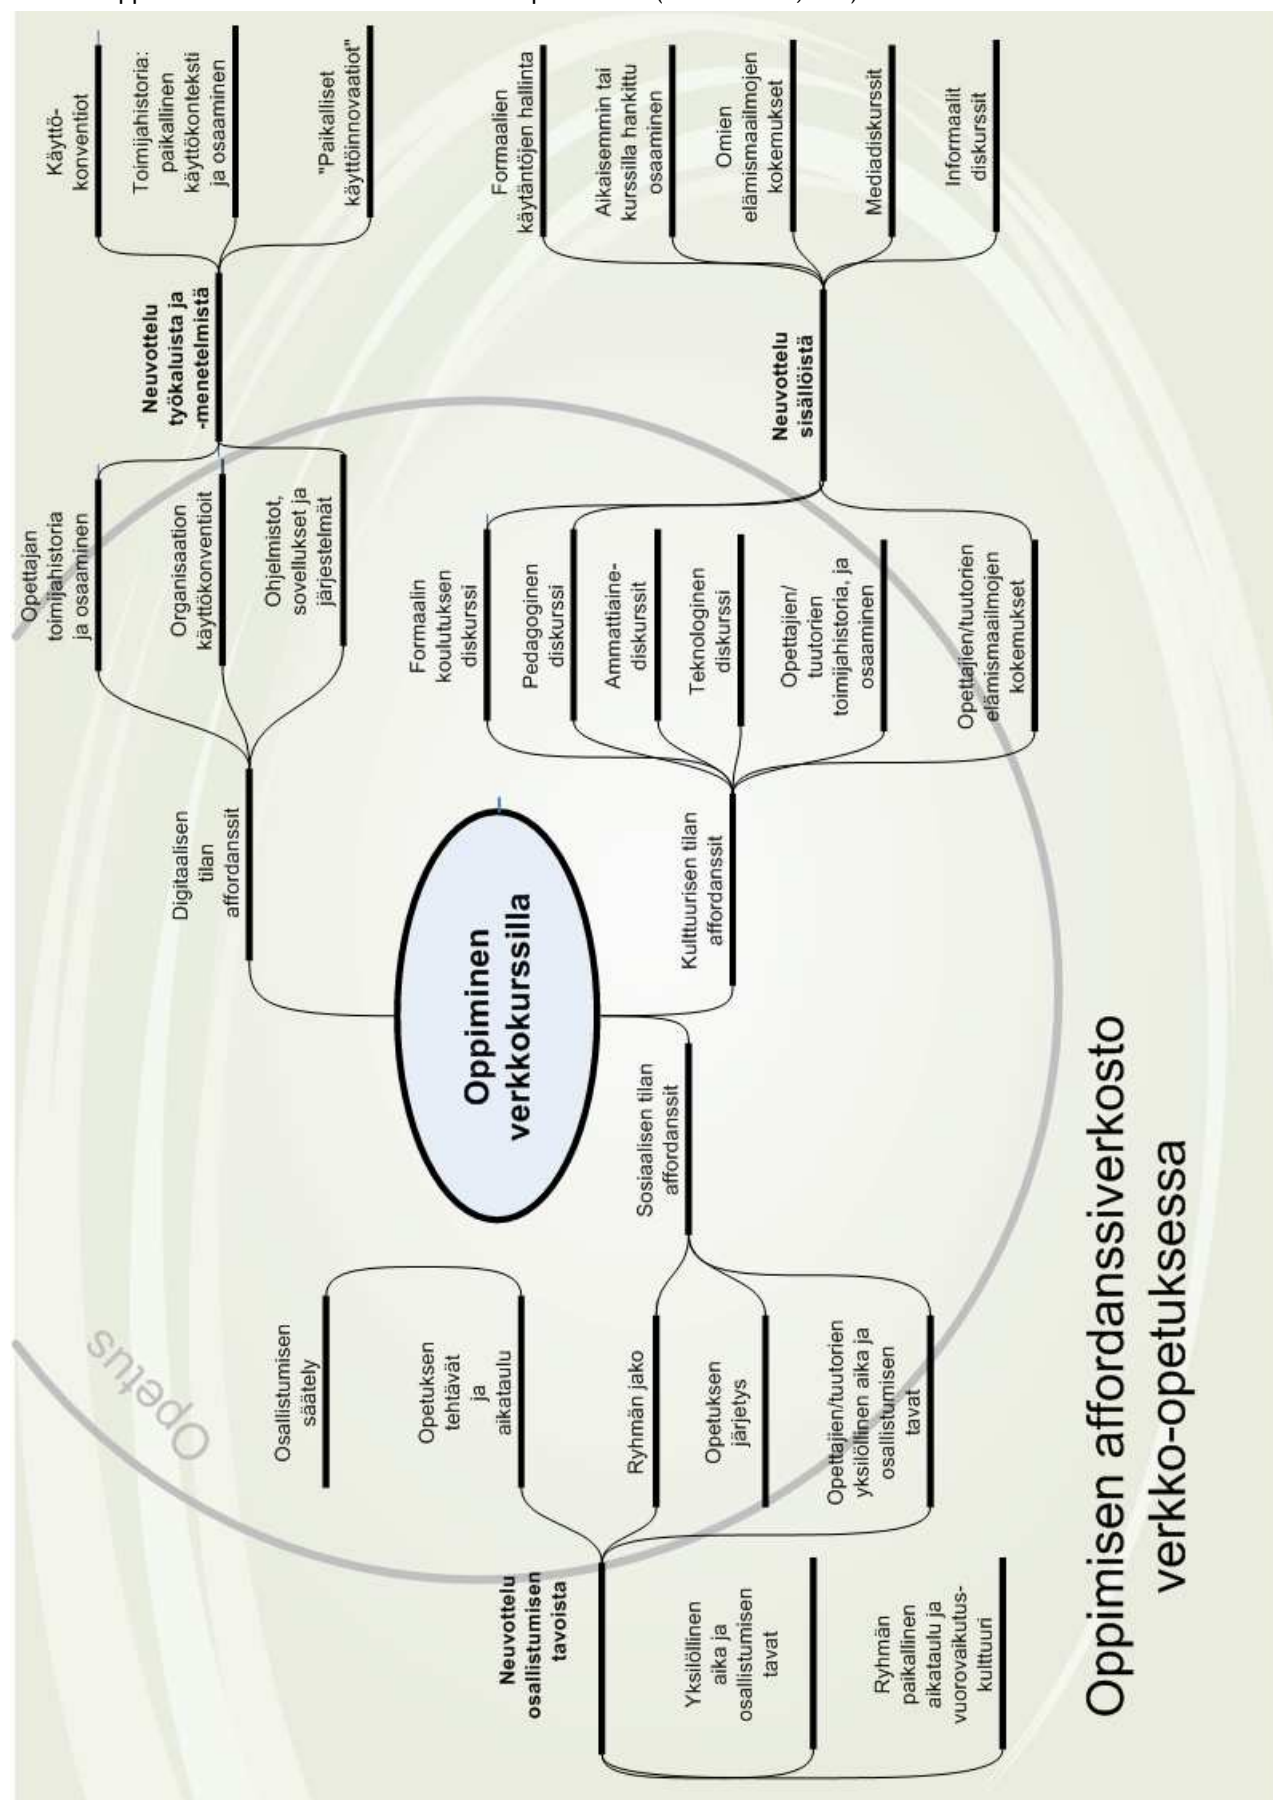 Opettajan
toimijahistoria
ja osaaminen
Organisaation
käyttökonventioit
Ohjelmistot,
sovellukset ja
järjestelmät
Neuvottelu
työkaluista ja
-menetelmistä
Käyttö-
konventiot
Toimijahistoria:
paikallinen
käyttökonteksti
ja osaaminen
"Paikalliset
käyttöinnovaatiot"
Digitaalisen
tilan
affordanssit
Opetus
Osallistumisen
säätely
Opetuksen
tehtävät
ja
aikataulu
Oppiminen
verkkokurssilla
Formaalin
koulutuksen
diskurssi
Pedagoginen
diskurssi
Ammattiaine-
diskurssit
Teknologinen
diskurssi
Opettajien/
tuutorien
toimijahistoria, ja
osaaminen
Opettajien/tuutorien
elämismaailmojen
kokemukset
Formaalien
käytäntöjen hallinta
Aikaisemmin tai
kurssilla hankittu
osaaminen
Omien
elämismaailmojen
kokemukset
Mediadiskurssit
Informaalit
diskurssit
Neuvottelu
sisällöistä
Kulttuurisen tilan
affordanssit
Sosiaalisen tilan
affordanssit
Ryhmän jako
Opetuksen
järjetys
Opettajien/tuutorien
yksilöllinen aika ja
osallistumisen
tavat
Neuvottelu
osallistumisen
tavoista
Yksilöllinen
aika ja
osallistumisen
tavat
Ryhmän
paikallinen
aikataulu ja
vuorovaikutus-
kulttuuri
Oppimisen affordanssiverkosto
verkko-opetuksessa